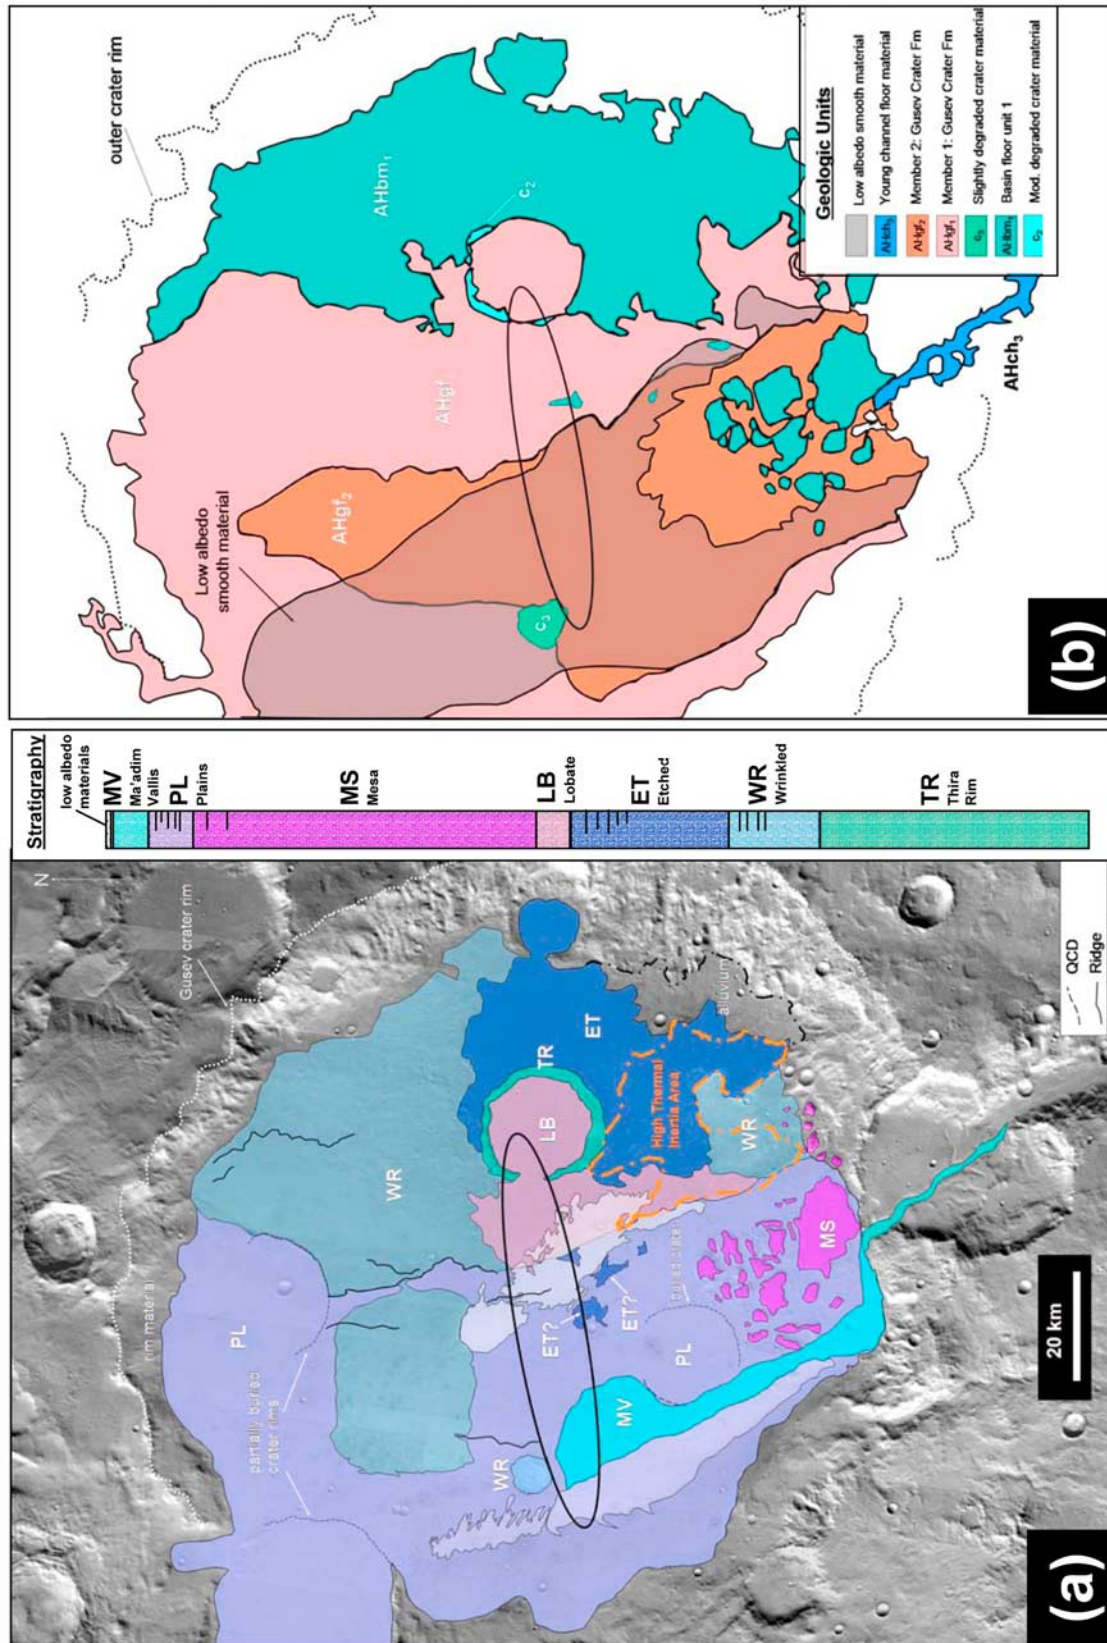 (a)
N
Gusev crater rim
rim material
partially buried
crater rims
PL
WR
WR
TR
ET
LB
High Thermal
Inertia Area
alluvium
WR
ET?
ET?
buried crater
PL
MV
MS
20 km
QCD
Ridge
Stratigraphy
low albedo
materials
MV
Ma'adim
Vallis
PL
Plains
MS
Mesa
LB
Lobate
ET
Etched
WR
Wrinkled
TR
Thira
Rim
(b)
outer crater rim
Low albedo
smooth material
AHgf₂
AHgf₁
AHbm₁
c₂
c₃
AHch₃
Geologic Units
Low albedo smooth material
AHch₃ Young channel floor material
AHgf₂ Member 2: Gusev Crater Fm
AHgf₁ Member 1: Gusev Crater Fm
c₃ Slightly degraded crater material
AHbm₁ Basin floor unit 1
c₂ Mod. degraded crater material